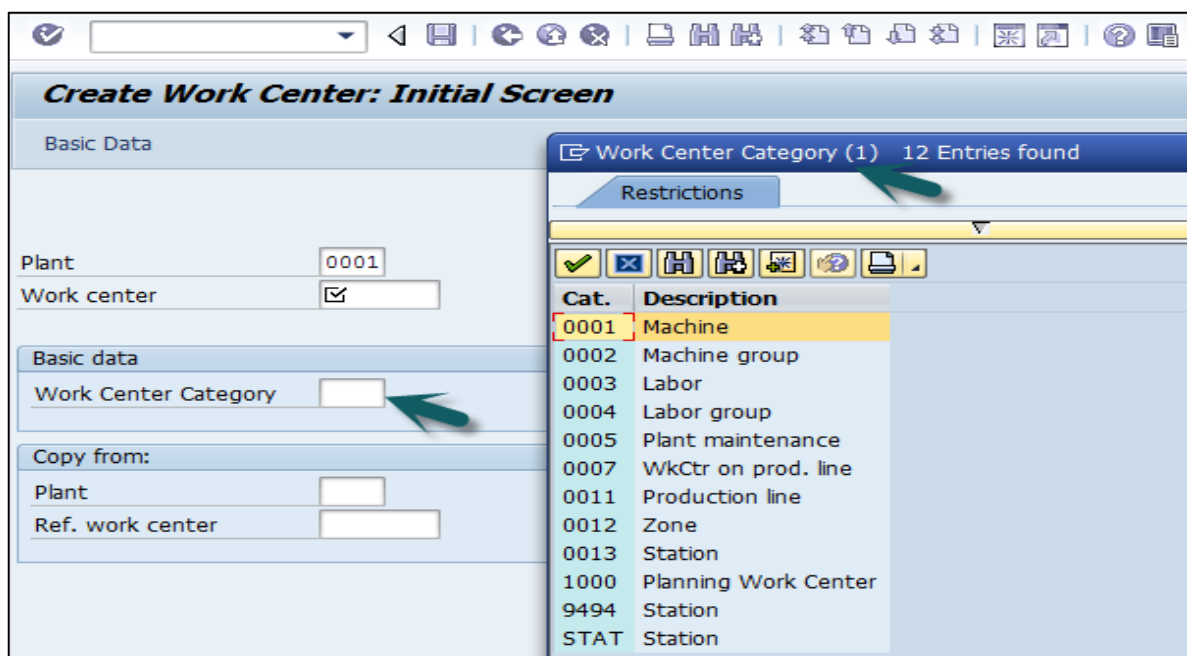 Create Work Center: Initial Screen
Basic Data
Plant 0001
Work center
Basic data
Work Center Category
Copy from:
Plant
Ref. work center
Work Center Category (1) 12 Entries found
Restrictions
Cat. Description
0001 Machine
0002 Machine group
0003 Labor
0004 Labor group
0005 Plant maintenance
0007 WkCtr on prod. line
0011 Production line
0012 Zone
0013 Station
1000 Planning Work Center
9494 Station
STAT Station